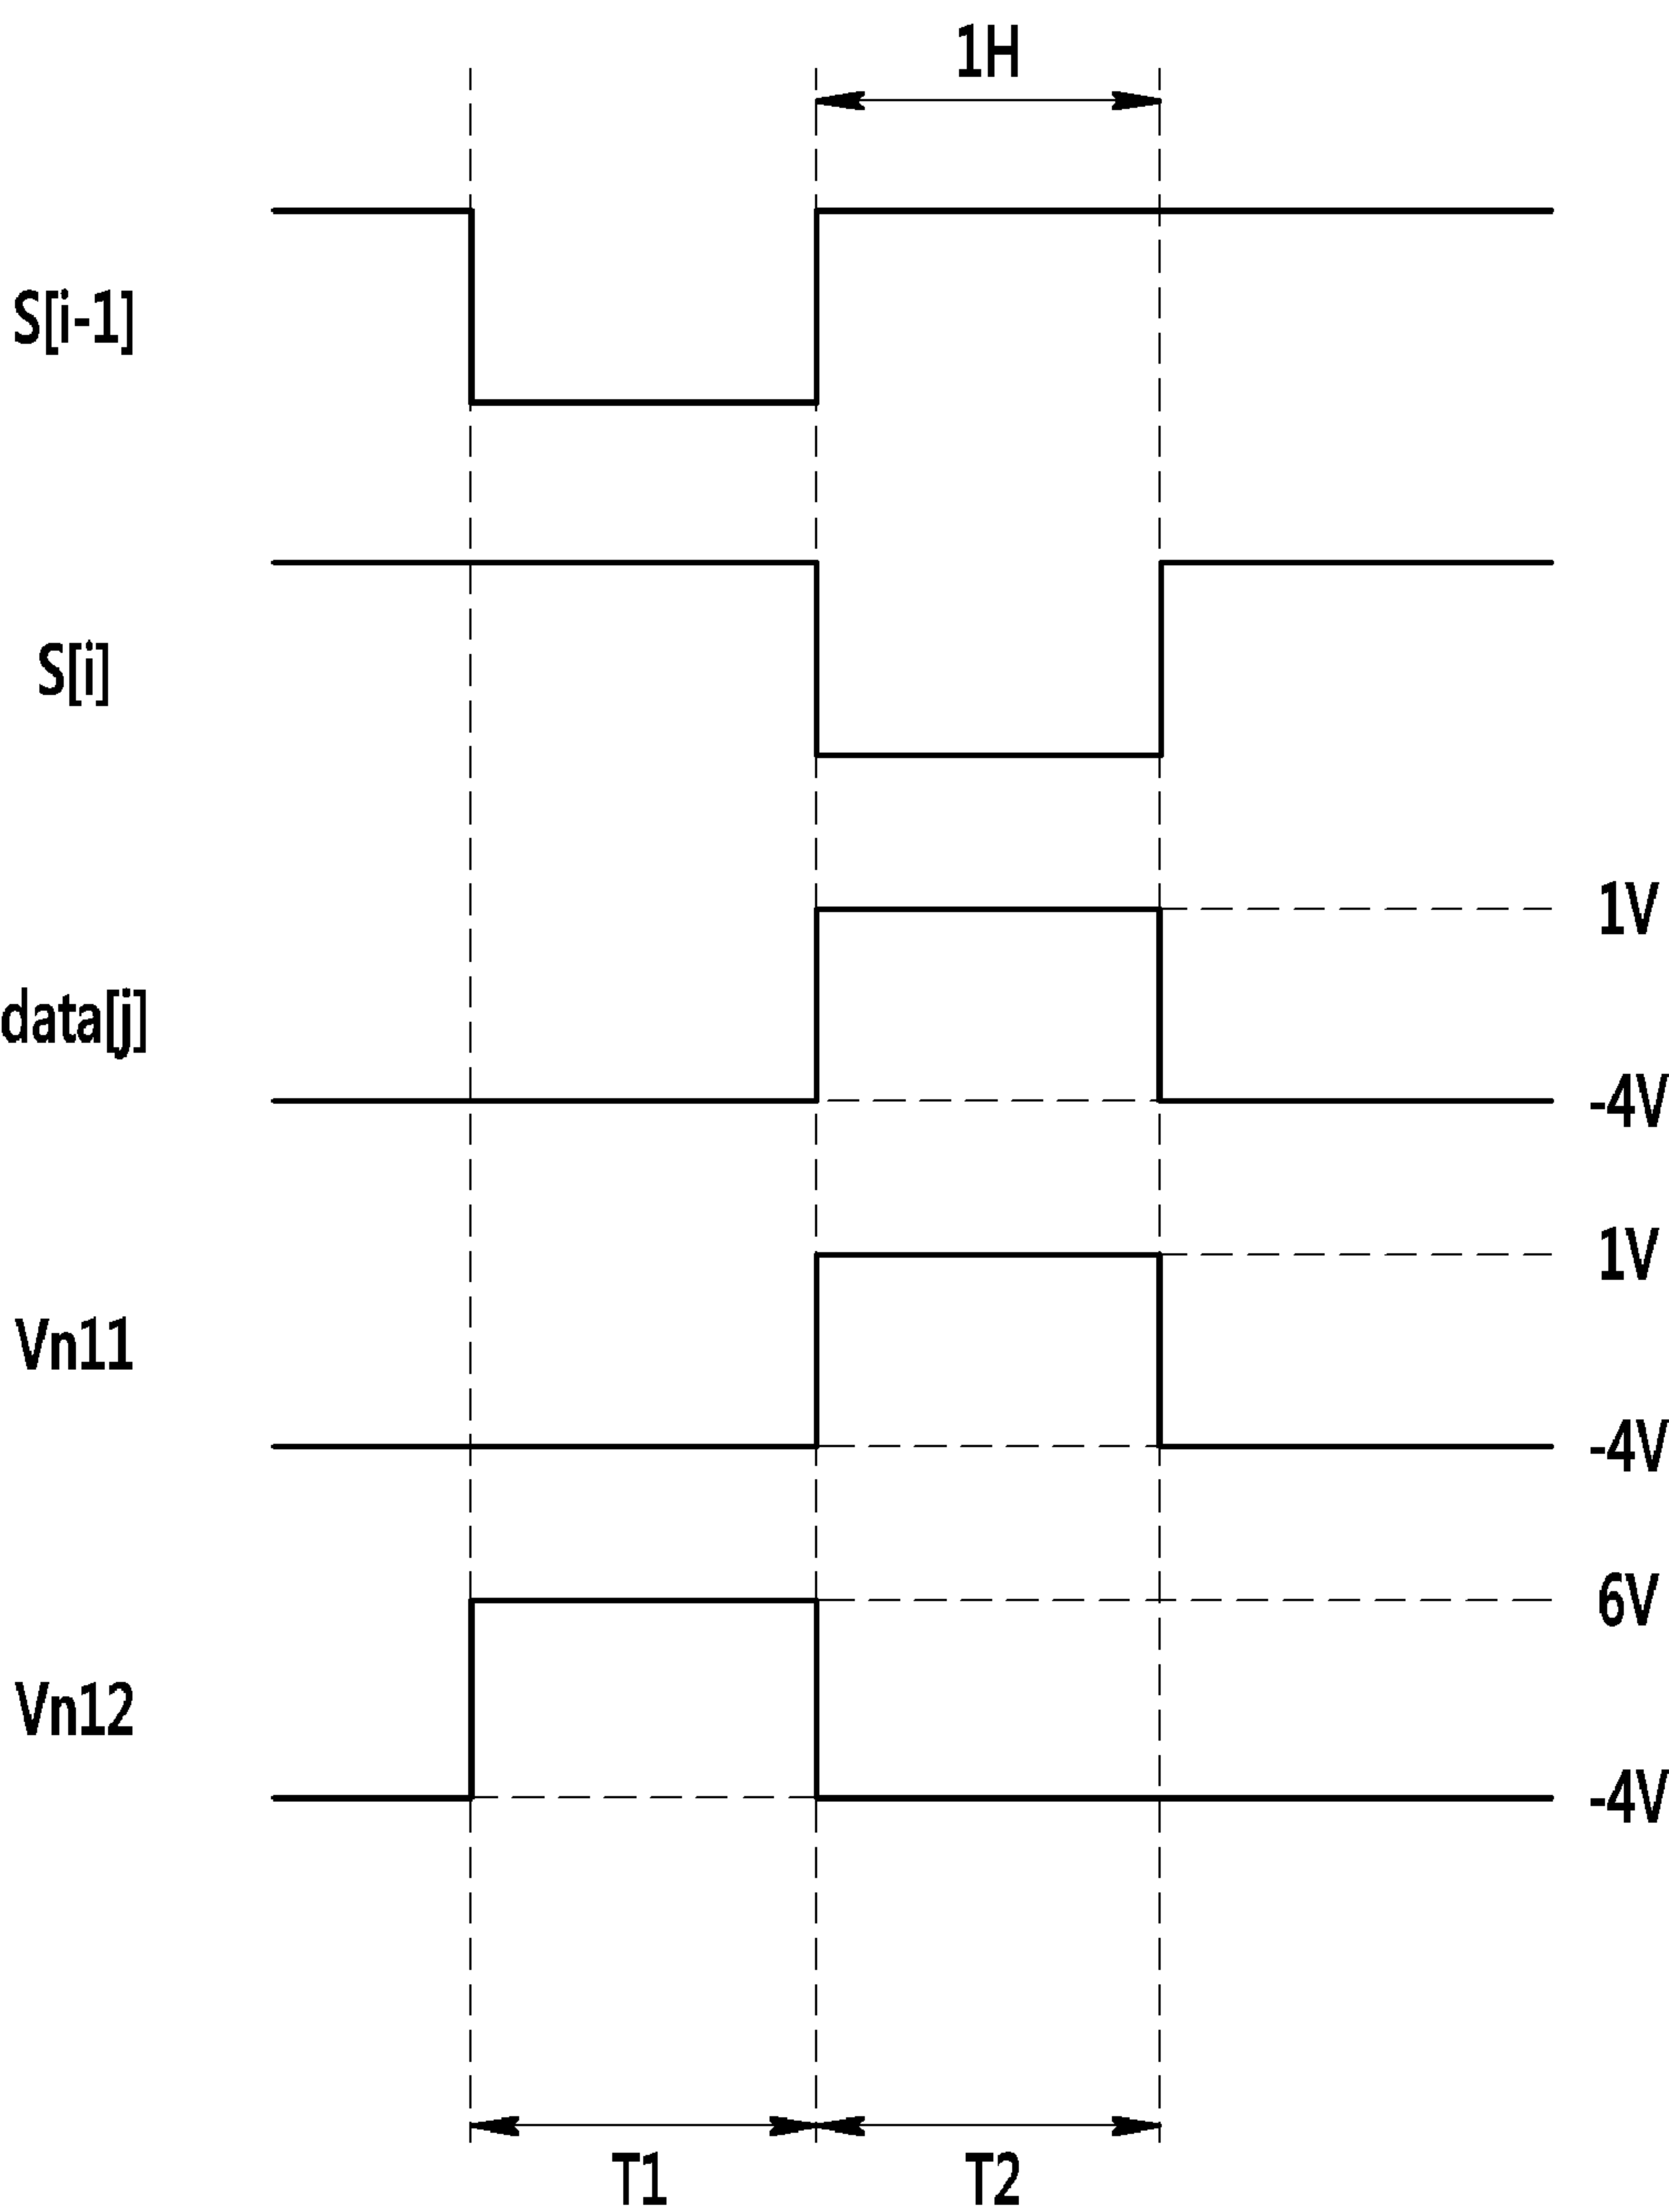 1H
S[i-1]
S[i]
1V
data[j]
-4V
1V
Vn11
-4V
6V
Vn12
-4V
T1 T2